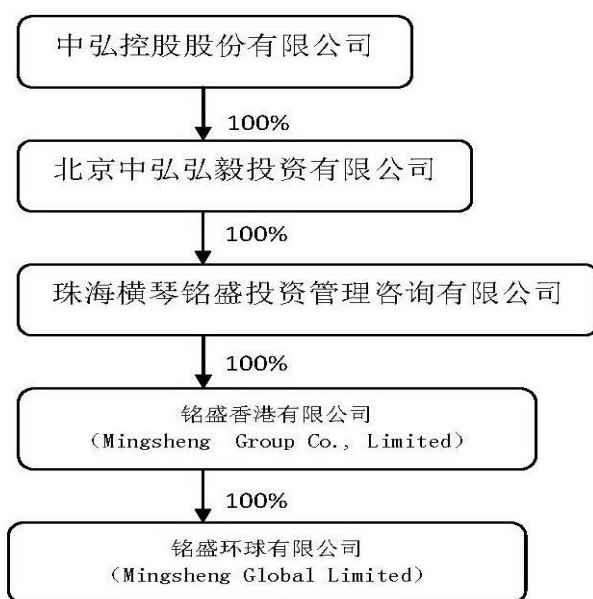 中弘控股股份有限公司
100%
北京中弘弘毅投资有限公司
100%
珠海横琴铭盛投资管理咨询有限公司
100%
铭盛香港有限公司
（Mingsheng Group Co., Limited）
100%
铭盛环球有限公司
（Mingsheng Global Limited）